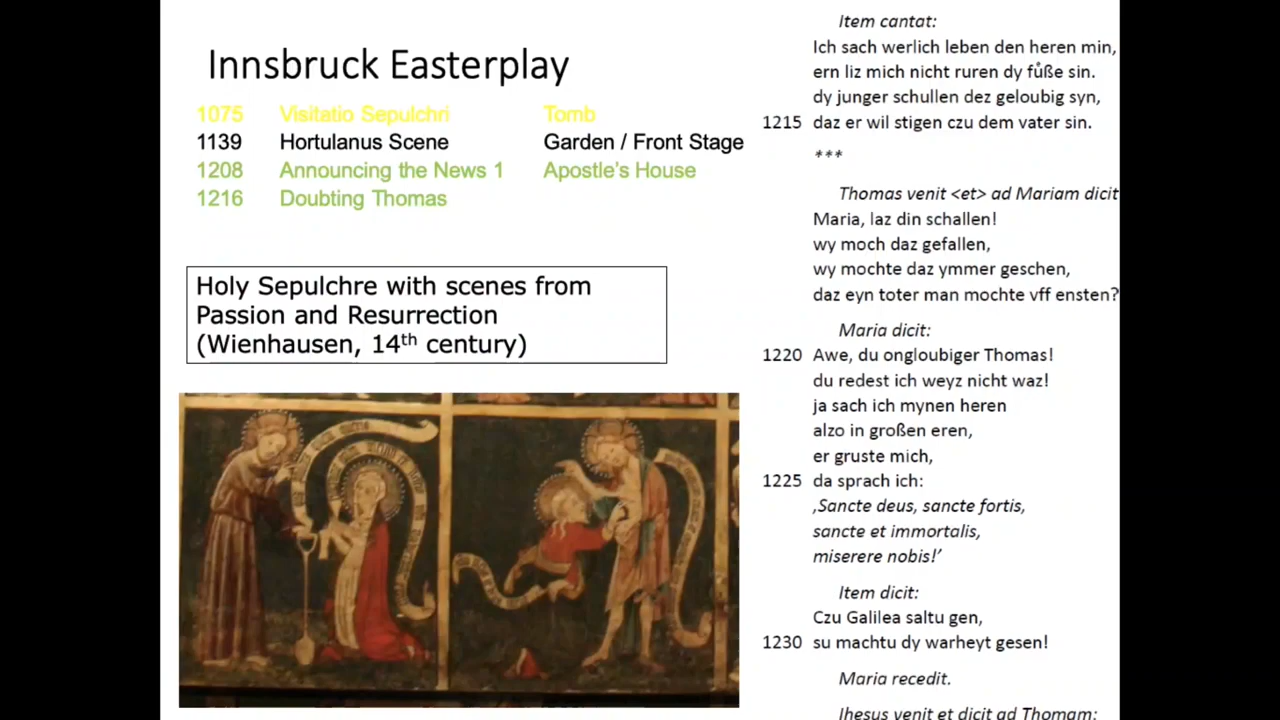 Innsbruck Easterplay
1075 Visitatio Sepulchri Tomb
1139 Hortulanus Scene Garden / Front Stage
1208 Announcing the News 1 Apostle's House
1216 Doubting Thomas
Holy Sepulchre with scenes from
Passion and Resurrection
(Wienhausen, 14th century)
Item cantat:
Ich sach werlich leben den heren min,
ern liz mich nicht ruren dy fůße sin.
dy junger schullen dez geloubig syn,
1215 daz er wil stigen czu dem vater sin.
***
Thomas venit <et> ad Mariam dicit
Maria, laz din schallen!
wy moch daz gefallen,
wy mochte daz ymmer geschen,
daz eyn toter man mochte vff ensten?
Maria dicit:
1220 Awe, du ongloubiger Thomas!
du redest ich weyz nicht waz!
ja sach ich mynen heren
alzo in großen eren,
er gruste mich,
1225 da sprach ich:
‚Sancte deus, sancte fortis,
sancte et immortalis,
miserere nobis!’
Item dicit:
Czu Galilea saltu gen,
1230 su machtu dy warheyt gesen!
Maria recedit.
Ihesus venit et dicit ad Thomam: